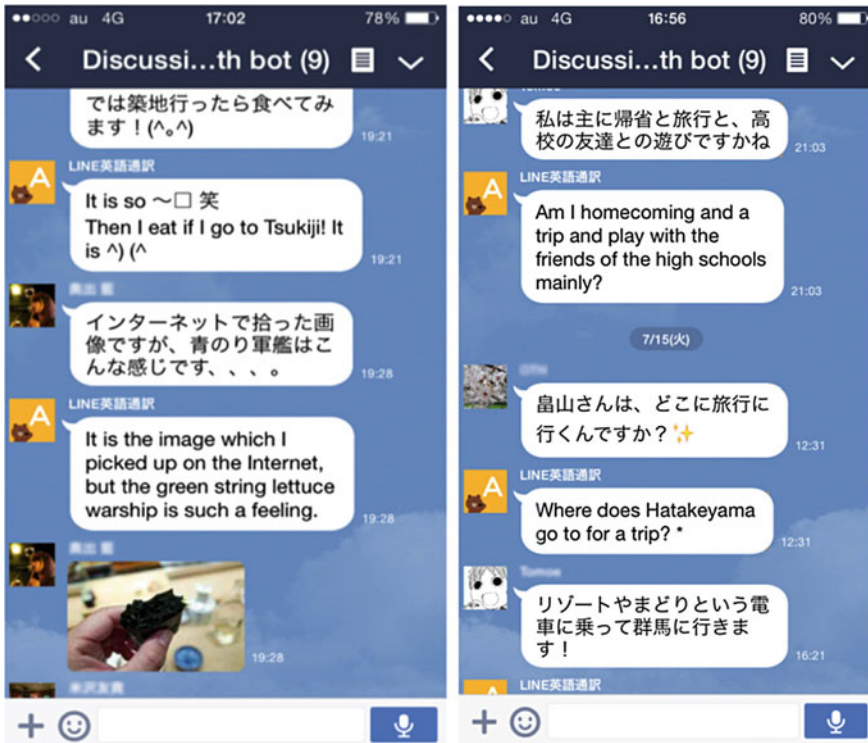 au 4G 17:02 78%
Discussi...th bot (9)
では築地行ったら食べてみ
ます！(^｡^)
19:21
LINE英語通訳
A
It is so ～□ 笑
Then I eat if I go to Tsukiji! It
is ^) (^
19:21
インターネットで拾った画
像ですが、青のり軍艦はこ
んな感じです、、、。
19:28
LINE英語通訳
A
It is the image which I
picked up on the Internet,
but the green string lettuce
warship is such a feeling.
19:28
19:28
au 4G 16:56 80%
Discussi...th bot (9)
私は主に帰省と旅行と、高
校の友達との遊びですかね
21:03
LINE英語通訳
A
Am I homecoming and a
trip and play with the
friends of the high schools
mainly?
21:03
7/15(火)
畠山さんは、どこに旅行に
行くんですか？✨
12:31
LINE英語通訳
A
Where does Hatakeyama
go to for a trip? *
12:31
Tomoe
リゾートやまどりという電
車に乗って群馬に行きま
す！
16:21
LINE英語通訳